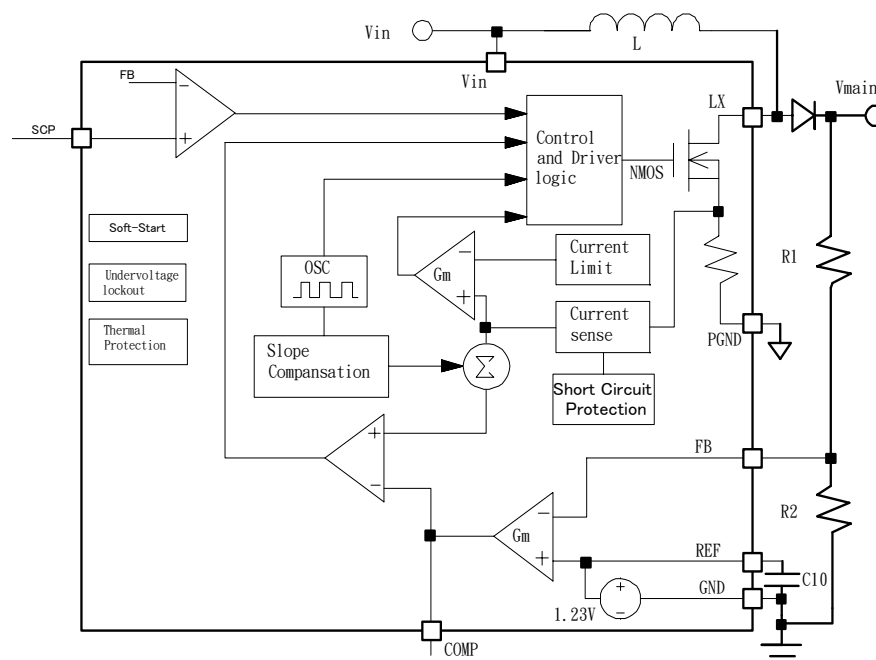 Vin
L
Vin
FB
−
+
SCP
LX
Vmain
Control
and Driver
logic
NMOS
Soft-Start
Undervoltage
lockout
Thermal
Protection
OSC
−
Gm
+
Current
Limit
Current
sense
R1
PGND
Slope
Compansation
Σ
Short Circuit
Protection
+
−
FB
R2
−
Gm
+
REF
C10
GND
+
−
1.23V
COMP